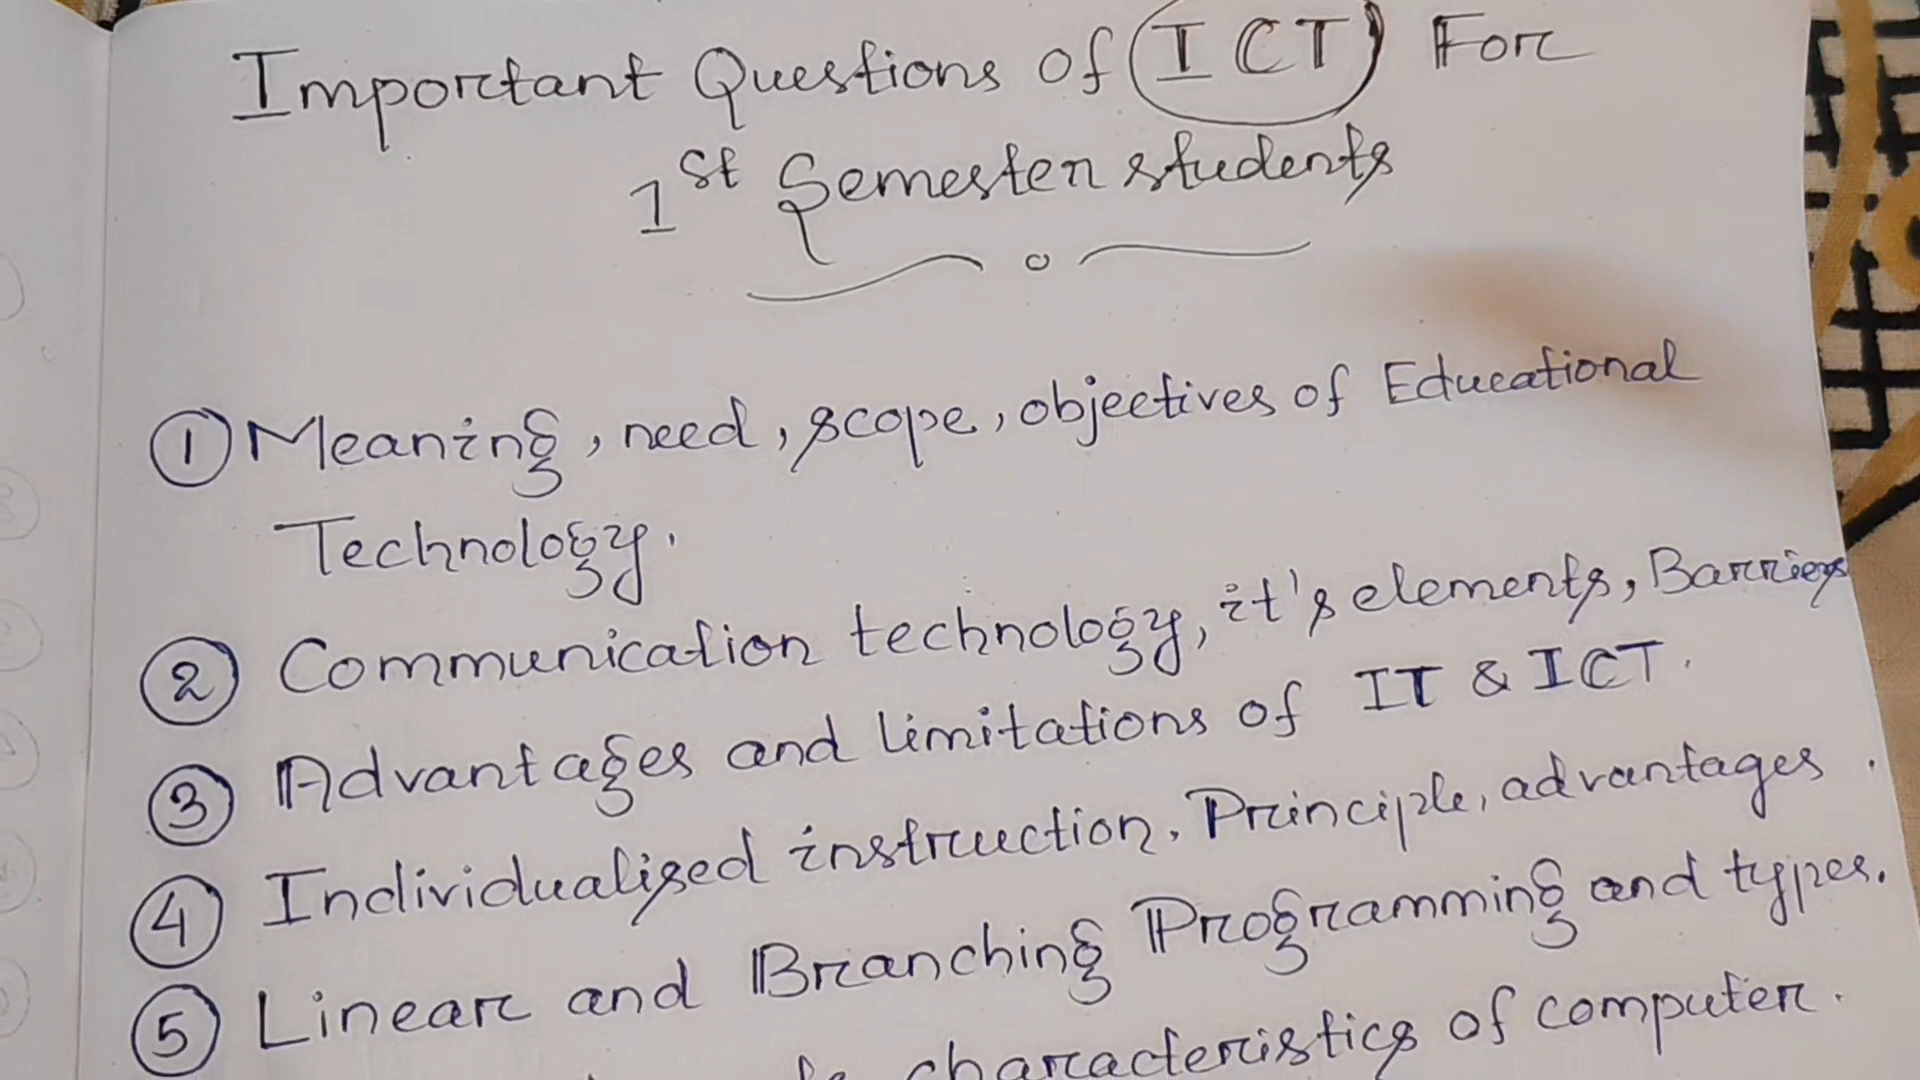 Important Questions of ICT For
1st Semester students
① Meaning, need, scope, objectives of Educational
Technology.
② Communication technology, it's elements, Barriers
③ Advantages and limitations of IT & ICT.
④ Individualised instruction, Principle, advantages.
⑤ Linear and Branching Programming and types.
characteristics of computer.